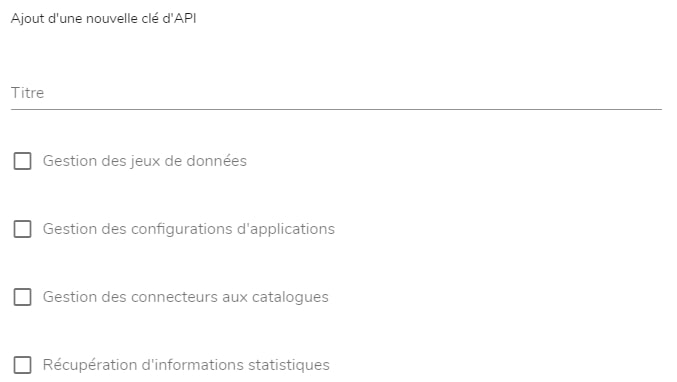 Ajout d'une nouvelle clé d'API
Titre
Gestion des jeux de données
Gestion des configurations d'applications
Gestion des connecteurs aux catalogues
Récupération d'informations statistiques